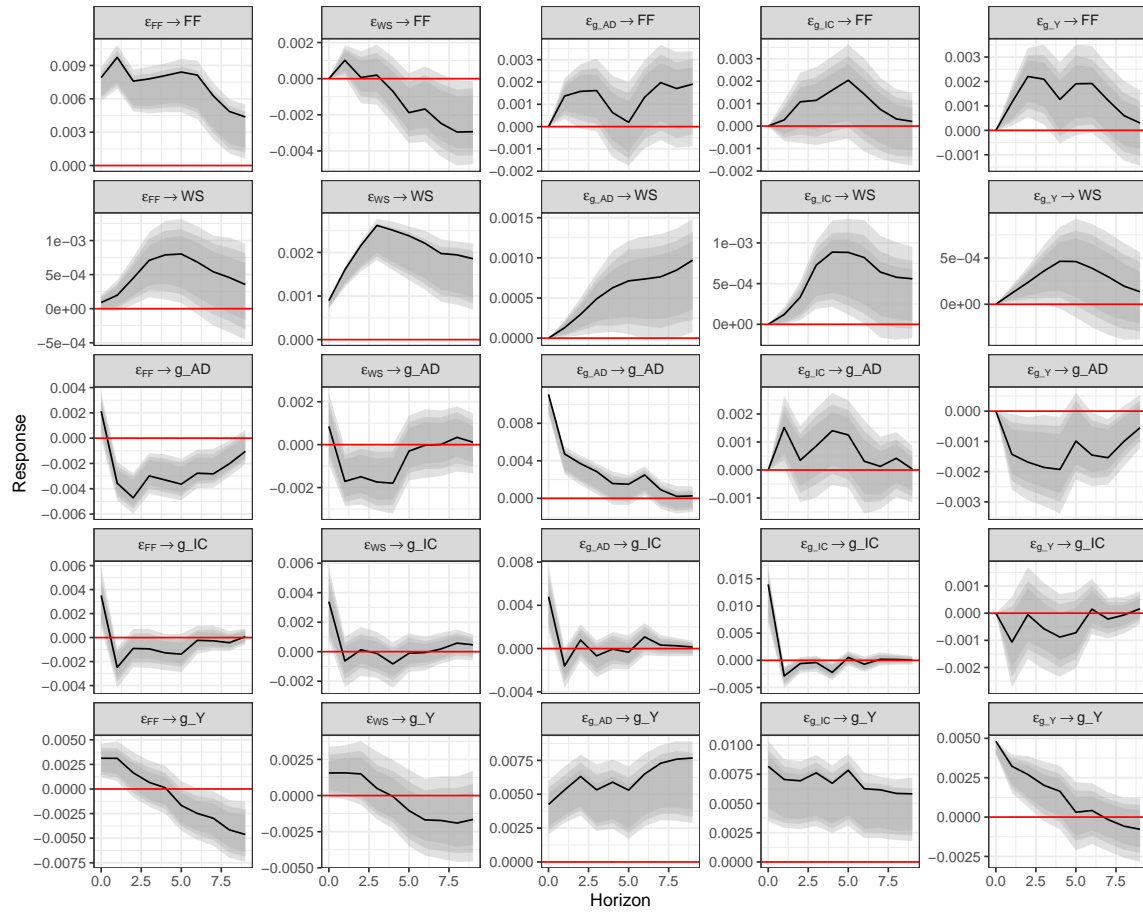 ε_FF → FF
ε_WS → FF
ε_g_AD → FF
ε_g_IC → FF
ε_g_Y → FF
0.009
0.006
0.003
0.000
0.002
0.000
−0.002
−0.004
0.003
0.002
0.001
0.000
−0.001
−0.002
0.003
0.002
0.001
0.000
−0.001
0.003
0.002
0.001
0.000
−0.001
ε_FF → WS
ε_WS → WS
ε_g_AD → WS
ε_g_IC → WS
ε_g_Y → WS
1e−03
5e−04
0e+00
−5e−04
0.002
0.001
0.000
0.0015
0.0010
0.0005
0.0000
1e−03
5e−04
0e+00
5e−04
0e+00
ε_FF → g_AD
ε_WS → g_AD
ε_g_AD → g_AD
ε_g_IC → g_AD
ε_g_Y → g_AD
0.004
0.002
0.000
−0.002
−0.004
−0.006
0.002
0.000
−0.002
0.012
0.008
0.004
0.000
0.002
0.001
0.000
−0.001
0.000
−0.001
−0.002
−0.003
Response
ε_FF → g_IC
ε_WS → g_IC
ε_g_AD → g_IC
ε_g_IC → g_IC
ε_g_Y → g_IC
0.006
0.004
0.002
0.000
−0.002
−0.004
0.006
0.004
0.002
0.000
−0.002
0.008
0.004
0.000
−0.004
0.015
0.010
0.005
0.000
−0.005
0.001
0.000
−0.001
−0.002
ε_FF → g_Y
ε_WS → g_Y
ε_g_AD → g_Y
ε_g_IC → g_Y
ε_g_Y → g_Y
0.0050
0.0025
0.0000
−0.0025
−0.0050
−0.0075
0.0025
0.0000
−0.0025
−0.0050
0.0075
0.0050
0.0025
0.0000
0.0100
0.0075
0.0050
0.0025
0.0000
0.0050
0.0025
0.0000
−0.0025
0.0 2.5 5.0 7.5
0.0 2.5 5.0 7.5
0.0 2.5 5.0 7.5
0.0 2.5 5.0 7.5
0.0 2.5 5.0 7.5
Horizon